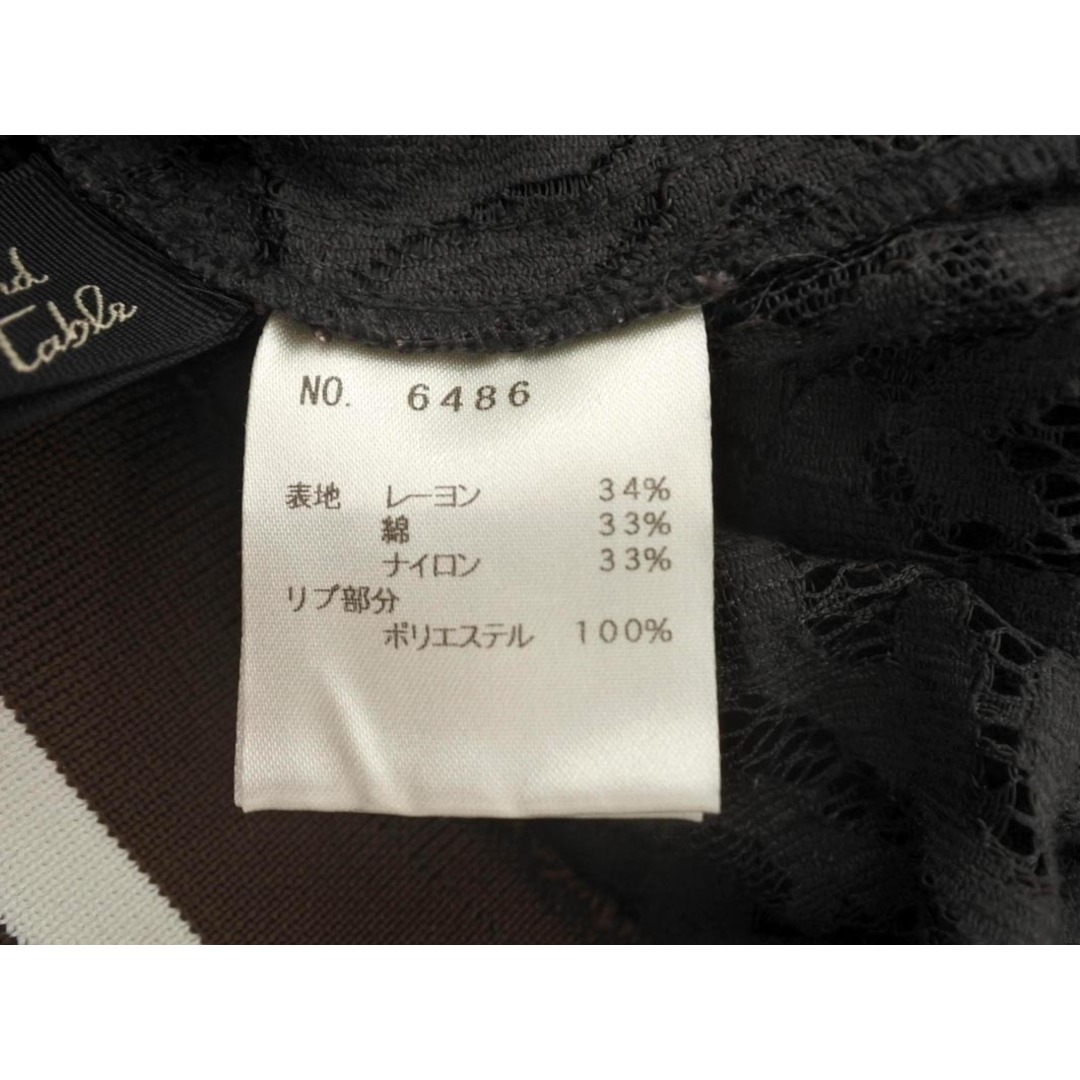 Table
NO. 6486
表地 レーヨン 34%
綿 33%
ナイロン 33%
リブ部分
ポリエステル 100%